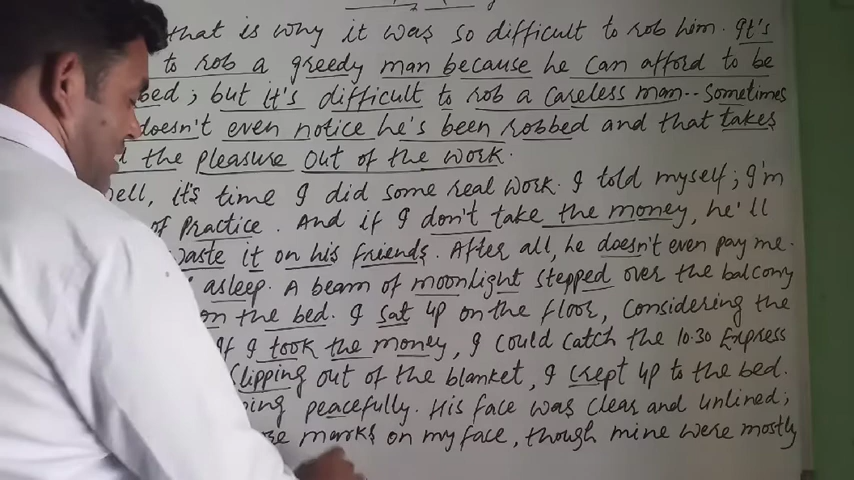 that is why it was so difficult to rob him. It's
to rob a greedy man because he can afford to be
bed; but it's difficult to rob a careless man-- Sometimes
doesn't even notice he's been robbed and that takes
the pleasure out of the work.
ell, it's time I did some real work. I told myself; I'm
of practice. And if I don't take the money, he'll
aste it on his friends. After all, he doesn't even pay me.
asleep. A beam of moonlight stepped over the balcony
on the bed. I sat up on the floor, considering the
If I took the money, I could catch the 10.30 Express
Slipping out of the blanket, I crept up to the bed.
ing peacefully. His face was clear and unlined;
marks on my face, though mine were mostly